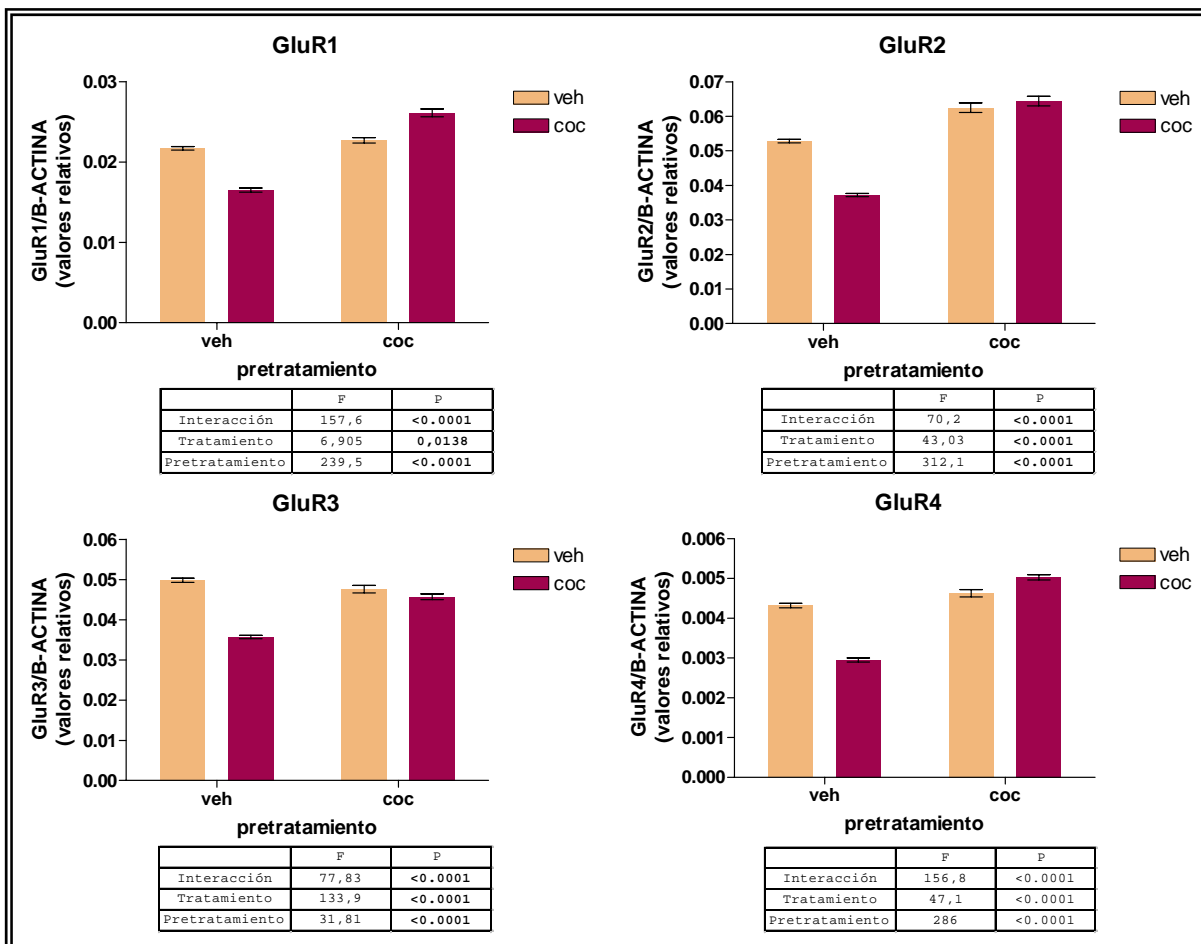 GluR1
GluR1/B-ACTINA
(valores relativos)
0.03
0.02
0.01
0.00
veh
coc
veh
coc
pretratamiento
F P
Interacción 157,6 <0.0001
Tratamiento 6,905 0,0138
Pretratamiento 239,5 <0.0001
GluR2
GluR2/B-ACTINA
(valores relativos)
0.07
0.06
0.05
0.04
0.03
0.02
0.01
0.00
veh
coc
veh
coc
pretratamiento
F P
Interacción 70,2 <0.0001
Tratamiento 43,03 <0.0001
Pretratamiento 312,1 <0.0001
GluR3
GluR3/B-ACTINA
(valores relativos)
0.06
0.05
0.04
0.03
0.02
0.01
0.00
veh
coc
veh
coc
pretratamiento
F P
Interacción 77,83 <0.0001
Tratamiento 133,9 <0.0001
Pretratamiento 31,81 <0.0001
GluR4
GluR4/B-ACTINA
(valores relativos)
0.006
0.005
0.004
0.003
0.002
0.001
0.000
veh
coc
veh
coc
pretratamiento
F P
Interacción 156,8 <0.0001
Tratamiento 47,1 <0.0001
Pretratamiento 286 <0.0001